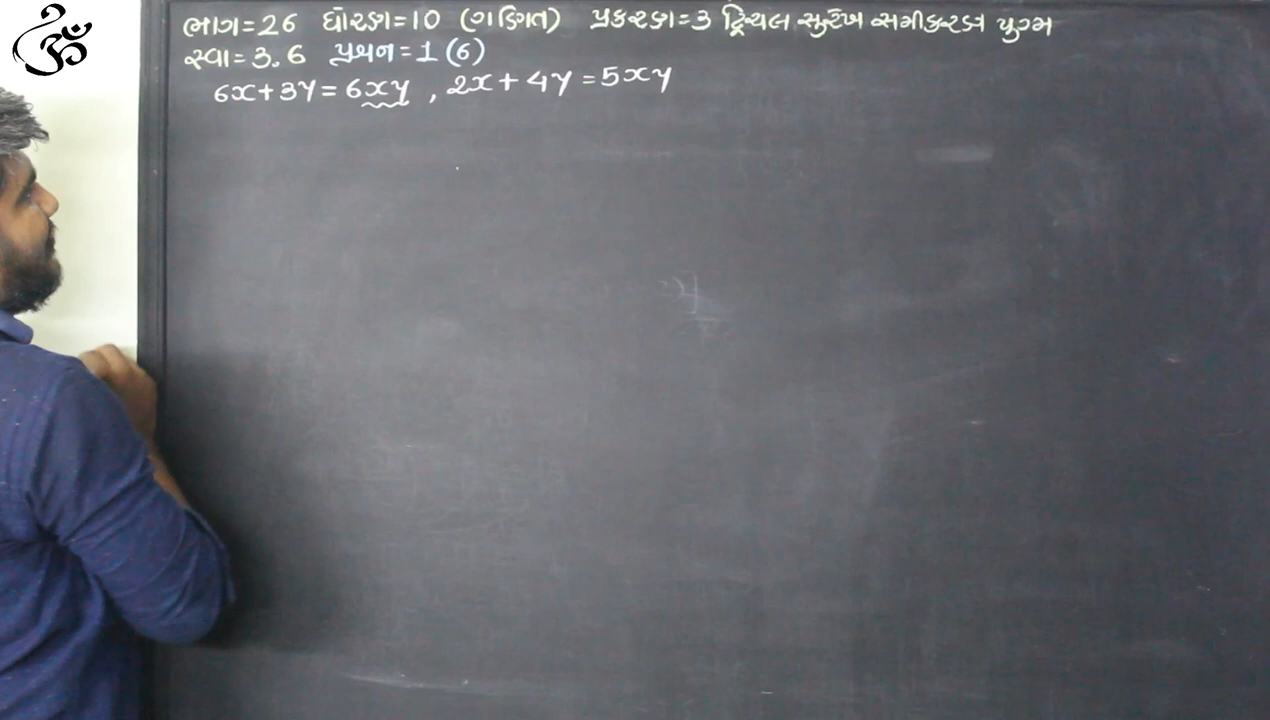 ભાગ=26 ધોરણ=10 (ગણિત) પ્રકરણ=3 દ્વિચલ સુરેખ સમીકરણ યુગ્મ
સ્વા=3.6 પ્રશ્ન=1(6)
6x+3y=6xy, 2x+4y=5xy
ૐ